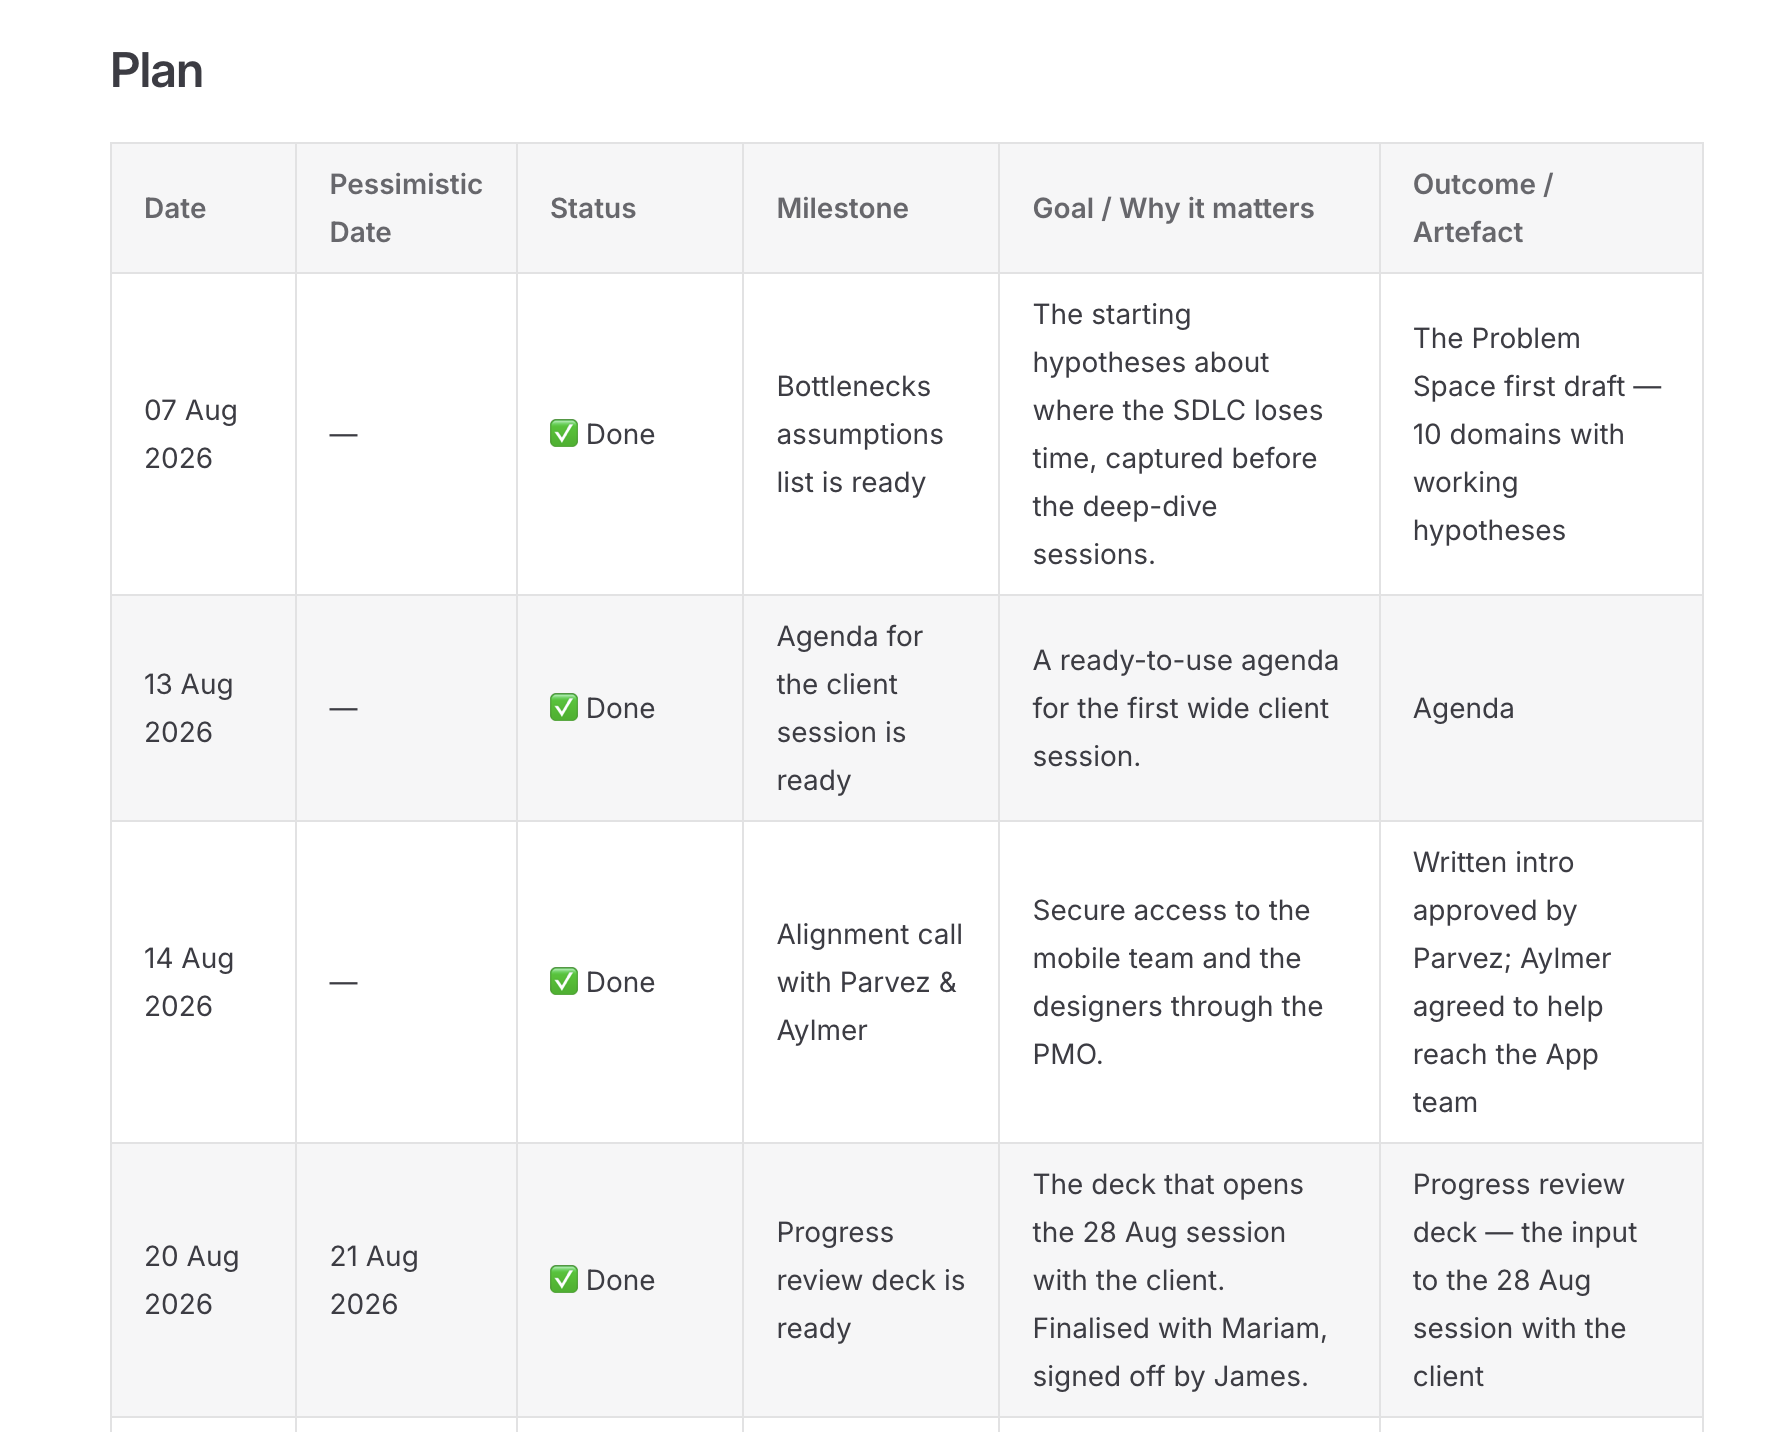 Plan
Date
Pessimistic
Date
Status
Milestone
Goal / Why it matters
Outcome /
Artefact
07 Aug
2026
—
✅ Done
Bottlenecks
assumptions
list is ready
The starting
hypotheses about
where the SDLC loses
time, captured before
the deep-dive
sessions.
The Problem
Space first draft —
10 domains with
working
hypotheses
13 Aug
2026
—
✅ Done
Agenda for
the client
session is
ready
A ready-to-use agenda
for the first wide client
session.
Agenda
14 Aug
2026
—
✅ Done
Alignment call
with Parvez &
Aylmer
Secure access to the
mobile team and the
designers through the
PMO.
Written intro
approved by
Parvez; Aylmer
agreed to help
reach the App
team
20 Aug
2026
21 Aug
2026
✅ Done
Progress
review deck is
ready
The deck that opens
the 28 Aug session
with the client.
Finalised with Mariam,
signed off by James.
Progress review
deck — the input
to the 28 Aug
session with the
client